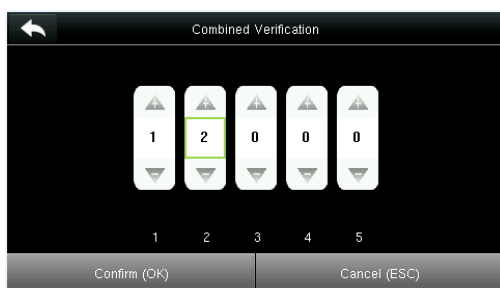 Combined Verification
1 2 0 0 0
1 2 3 4 5
Confirm (OK) Cancel (ESC)